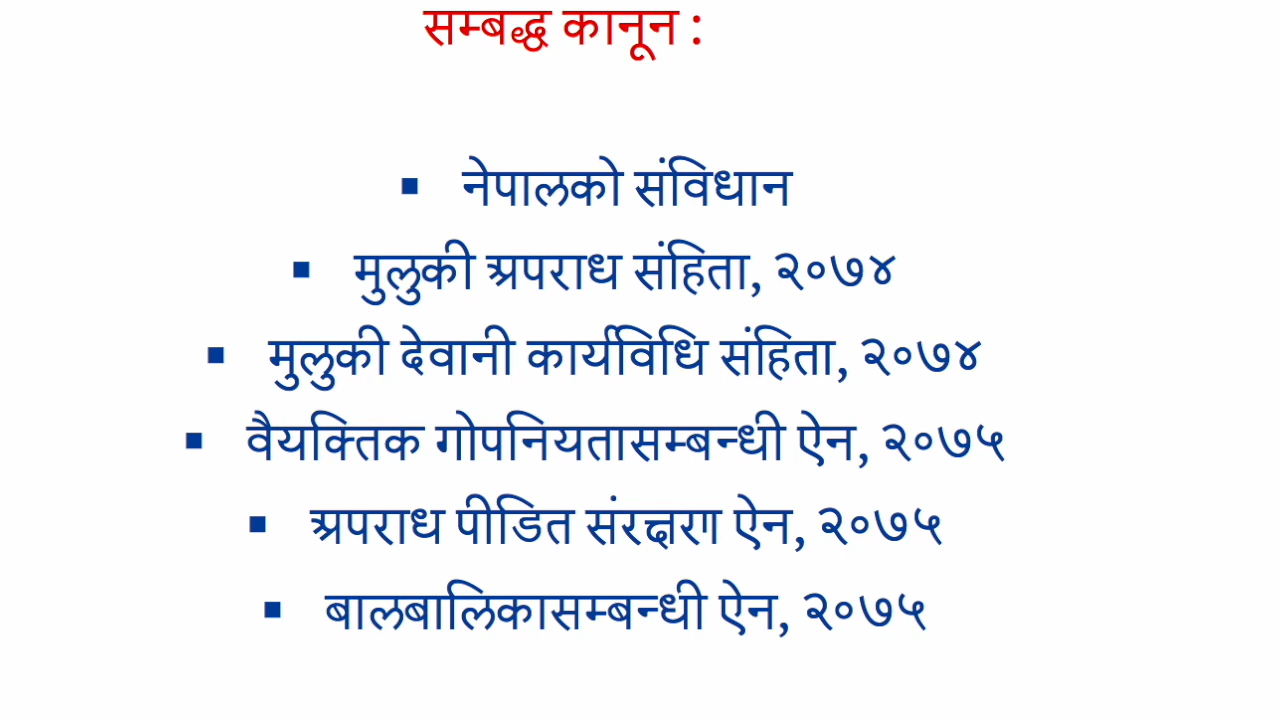 सम्बद्ध कानून :
▪ नेपालको संविधान
▪ मुलुकी अपराध संहिता, २०७४
▪ मुलुकी देवानी कार्यविधि संहिता, २०७४
▪ वैयक्तिक गोपनियतासम्बन्धी ऐन, २०७५
▪ अपराध पीडित संरक्षण ऐन, २०७५
▪ बालबालिकासम्बन्धी ऐन, २०७५